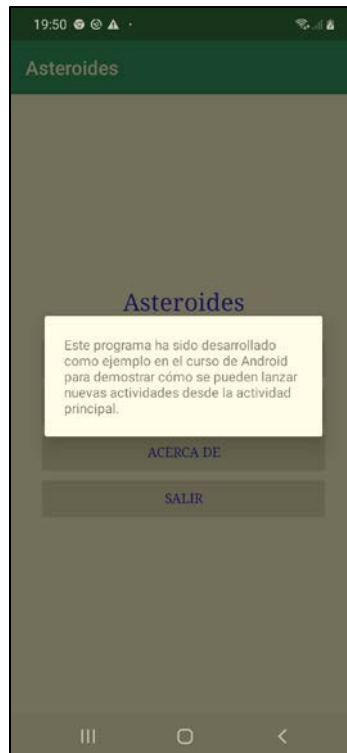 19:50
Asteroides
Asteroides
Este programa ha sido desarrollado
como ejemplo en el curso de Android
para demostrar cómo se pueden lanzar
nuevas actividades desde la actividad
principal.
ACERCA DE
SALIR